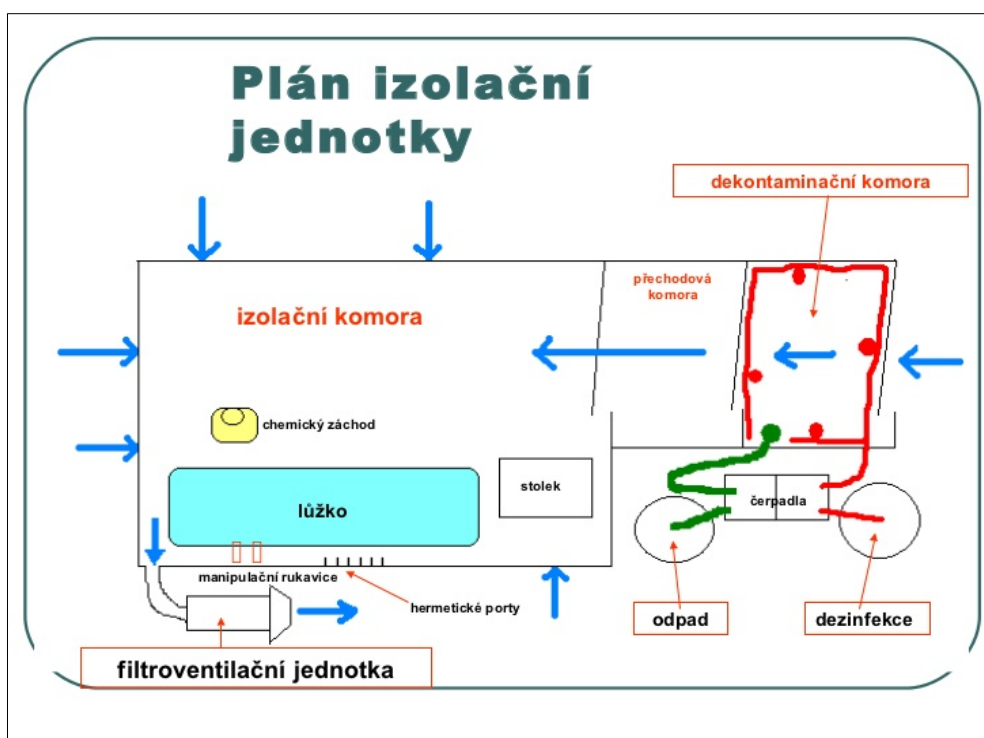 Plán izolační
jednotky
dekontaminační komora
přechodová
komora
izolační komora
chemický záchod
stolek
čerpadla
lůžko
manipulační rukavice
hermetické porty
odpad
dezinfekce
filtroventilační jednotka